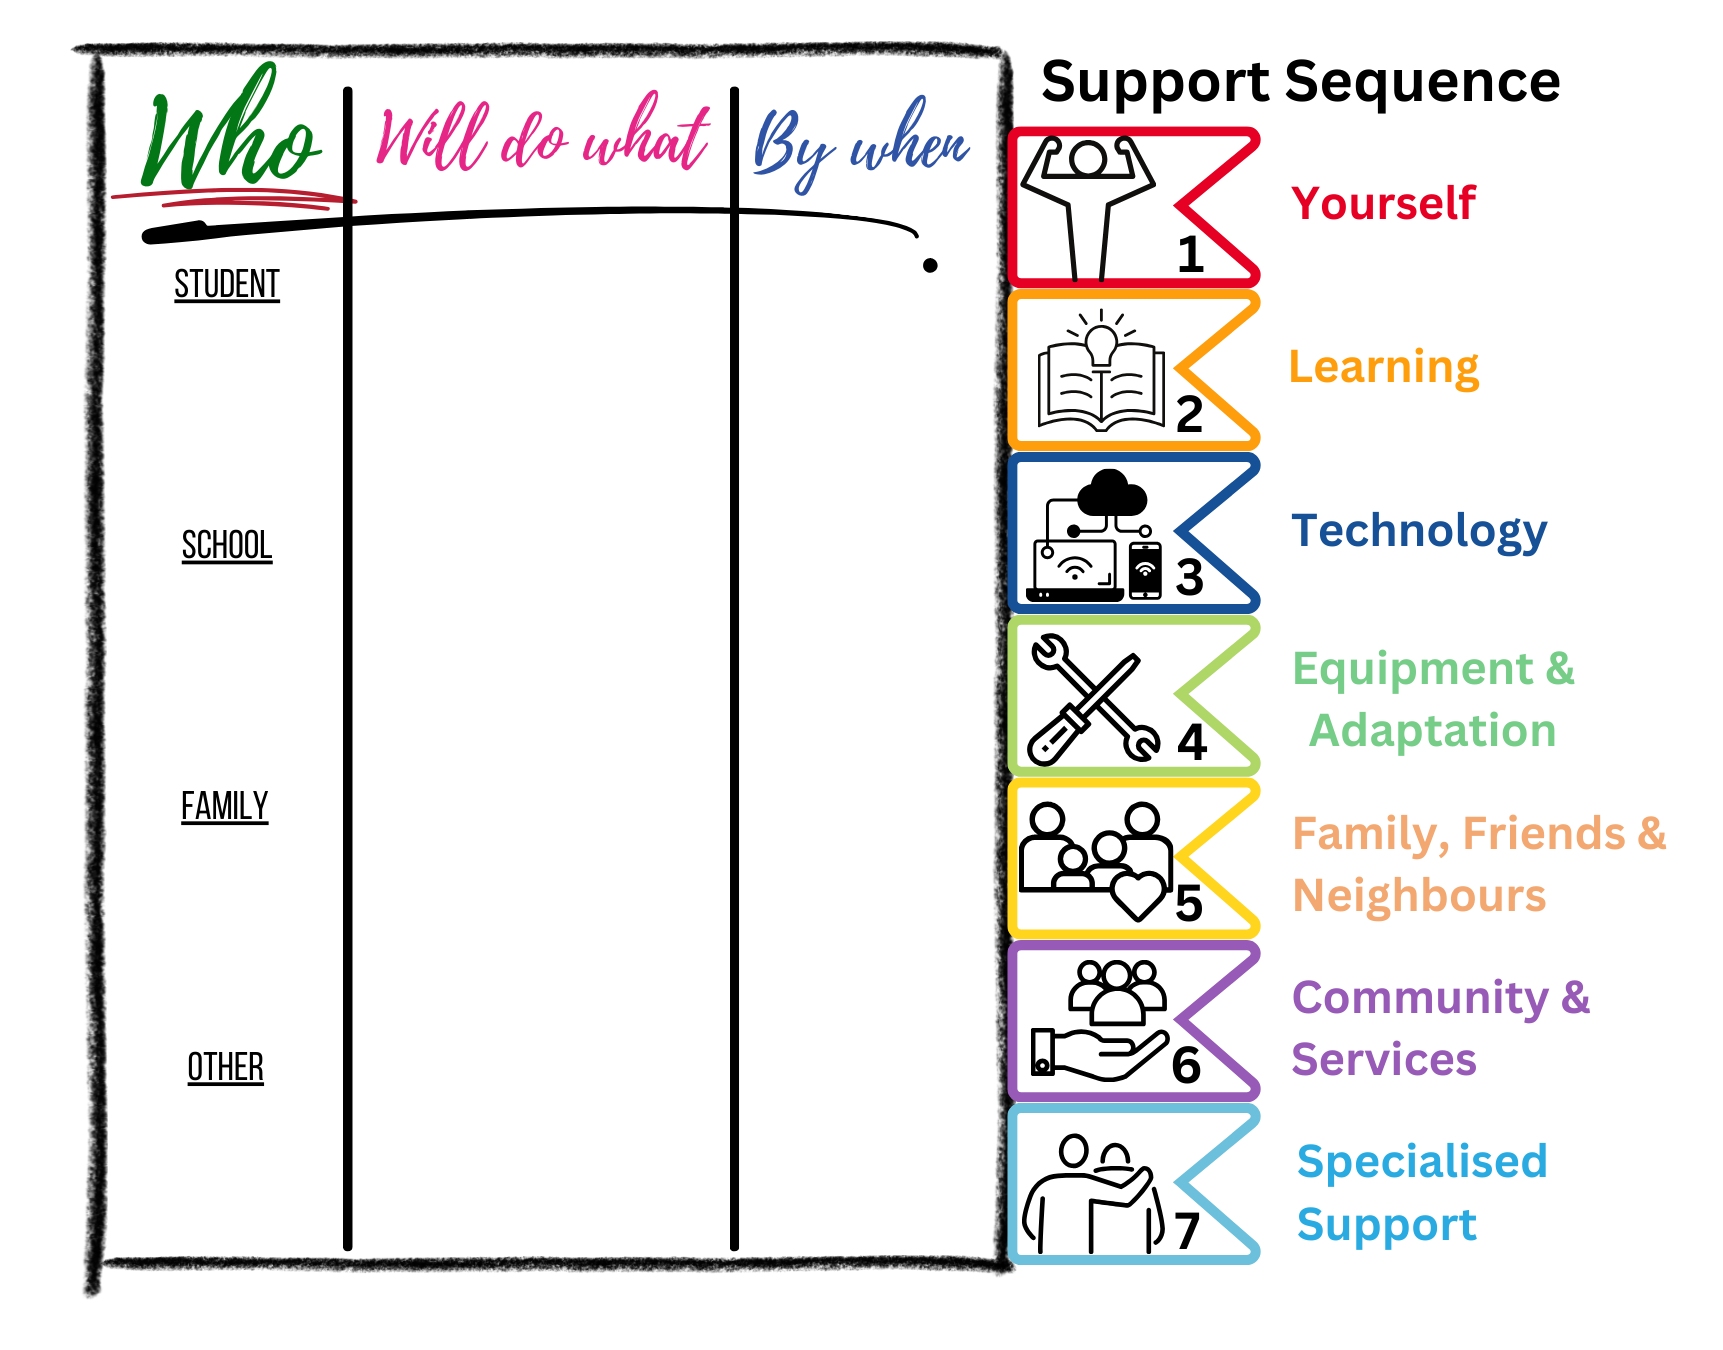 Who
Will do what
By when
STUDENT
SCHOOL
FAMILY
OTHER
Support Sequence
1
Yourself
2
Learning
3
Technology
4
Equipment &
Adaptation
5
Family, Friends &
Neighbours
6
Community &
Services
7
Specialised
Support